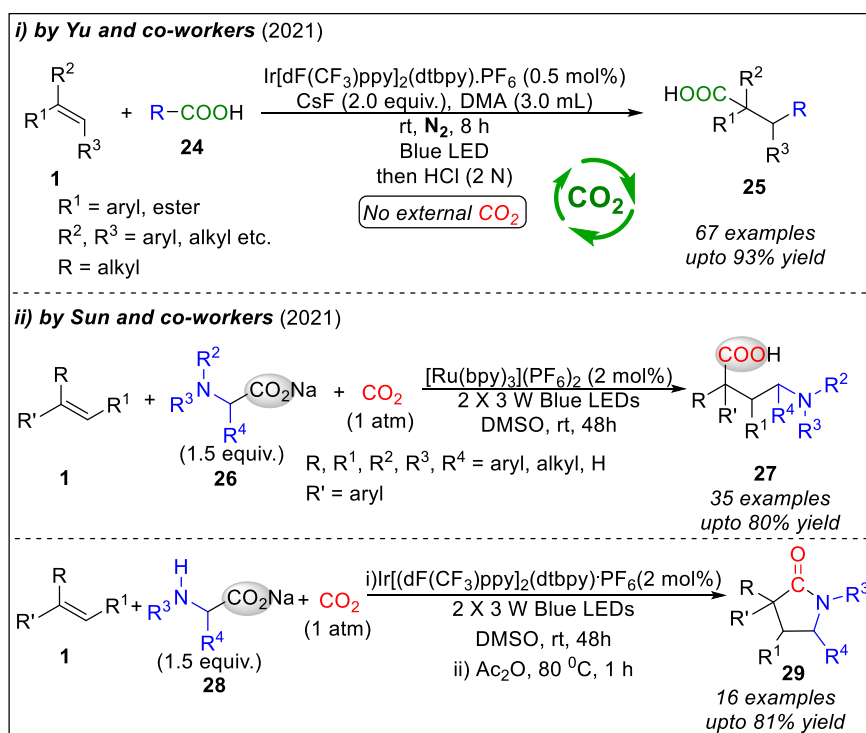 i) by Yu and co-workers (2021)
R² Ir[dF(CF3)ppy]2(dtbpy).PF6 (0.5 mol%)
R¹ + R–COOH CsF (2.0 equiv.), DMA (3.0 mL) HOOC R² R
R³ 24 rt, N2, 8 h R¹ R³
1 Blue LED 25
R¹ = aryl, ester then HCl (2 N)
R², R³ = aryl, alkyl etc. No external CO2 CO2 67 examples
R = alkyl upto 93% yield
ii) by Sun and co-workers (2021)
R R² COOH
R' R¹ + R³ N CO2Na + CO2 [Ru(bpy)3](PF6)2 (2 mol%) R R' R¹ R⁴ N R² R³
R⁴ (1 atm) 2 X 3 W Blue LEDs
(1.5 equiv.) DMSO, rt, 48h
1 26 R, R¹, R², R³, R⁴ = aryl, alkyl, H 27
R' = aryl 35 examples
upto 80% yield
R H O
R' R¹ + R³ N CO2Na + CO2 i)Ir[(dF(CF3)ppy]2(dtbpy)·PF6(2 mol%) R R' N R³
R⁴ (1 atm) 2 X 3 W Blue LEDs R¹ R⁴
(1.5 equiv.) DMSO, rt, 48h
1 28 ii) Ac2O, 80 ⁰C, 1 h 29
16 examples
upto 81% yield